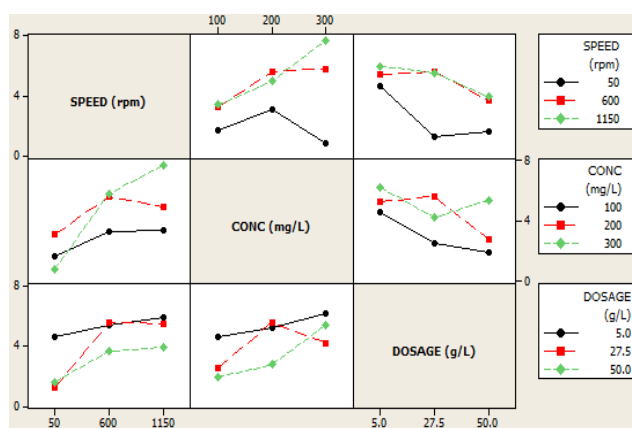 100 200 300
8
4
0
SPEED (rpm)
SPEED
(rpm)
50
600
1150
CONC (mg/L)
8
4
0
CONC
(mg/L)
100
200
300
8
4
0
DOSAGE (g/L)
DOSAGE
(g/L)
5.0
27.5
50.0
50 600 1150
5.0 27.5 50.0